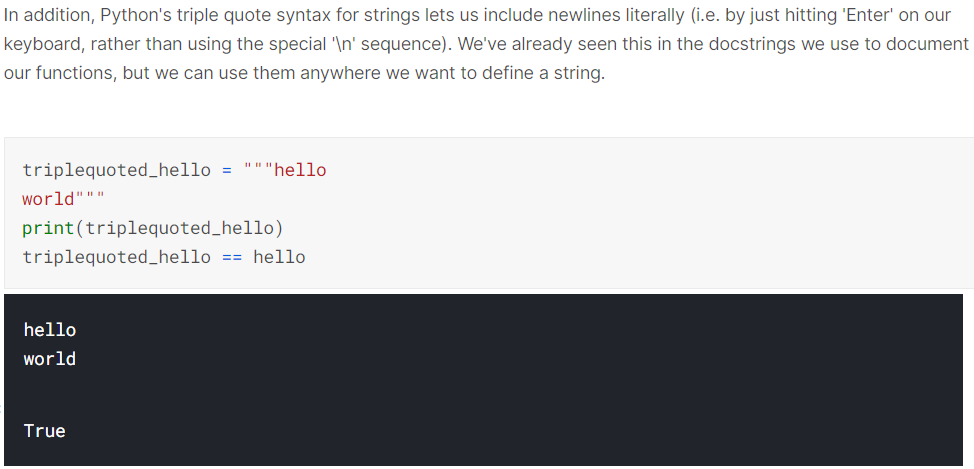 In addition, Python's triple quote syntax for strings lets us include newlines literally (i.e. by just hitting 'Enter' on our
keyboard, rather than using the special '\n' sequence). We've already seen this in the docstrings we use to document
our functions, but we can use them anywhere we want to define a string.
triplequoted_hello = """hello
world"""
print(triplequoted_hello)
triplequoted_hello == hello
hello
world
True